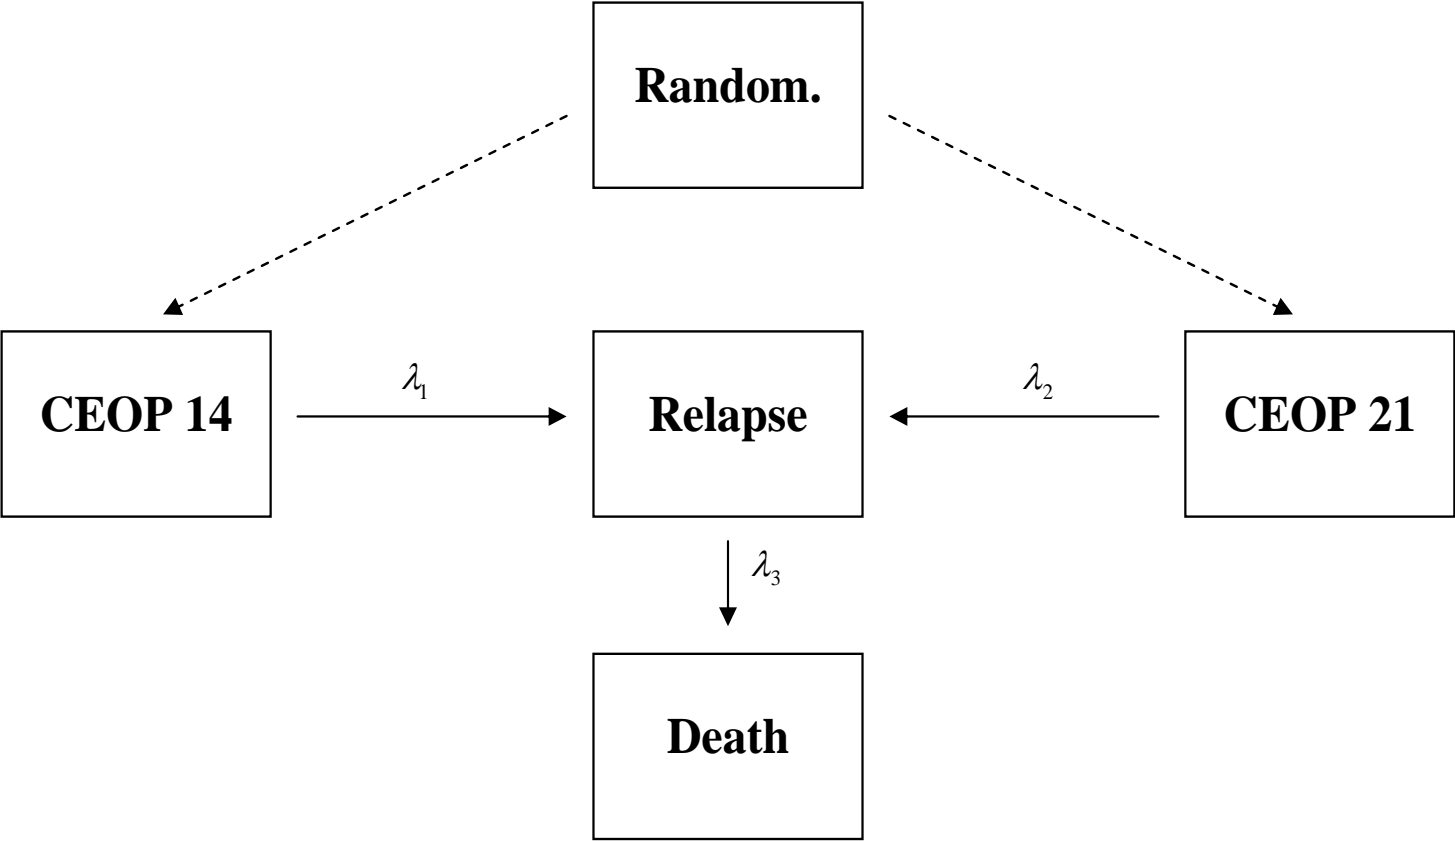 Random.
λ₁
λ₂
CEOP 14
Relapse
CEOP 21
λ₃
Death